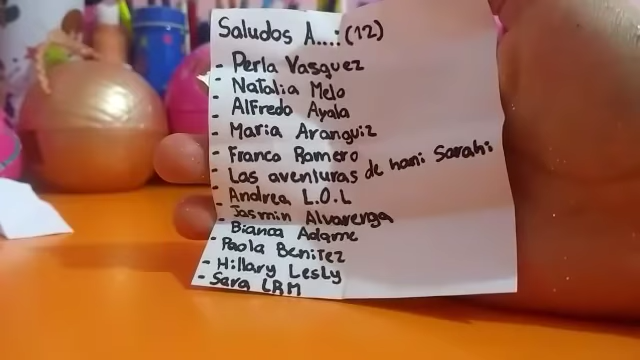 Saludos A...:(12)
- Perla Vasquez
- Natalia Melo
- Alfredo Ayala
- Maria Aranguiz
- Franco Romero
- Las aventuras de hani Sarahi
- Andrea L.O.L
- Jasmin Alvarenga
- Bianca Adame
- Paola Benitez
- Hillary Lesly
- Sara LRM